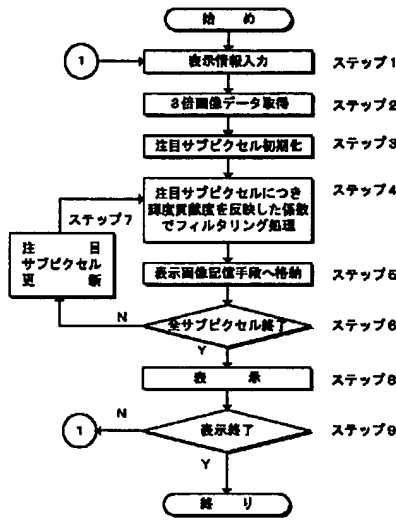 始め
1
表示情報入力
ステップ1
3倍画像データ取得
ステップ2
注目サブピクセル初期化
ステップ3
注目サブピクセルにつき
輝度貢献度を反映した係数
でフィルタリング処理
ステップ4
ステップ7
注目
サブピクセル
更新
表示画像記憶手段へ格納
ステップ5
N
全サブピクセル終了
ステップ6
Y
表示
ステップ8
1
N
表示終了
ステップ9
Y
終り